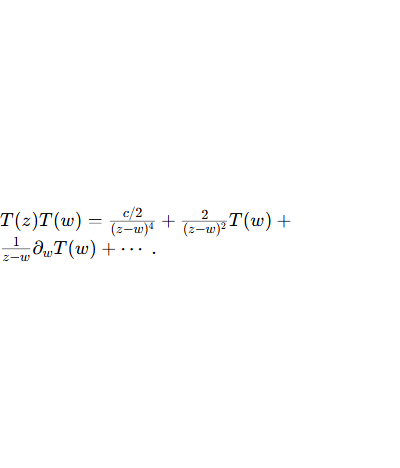 T(z)T(w) = \frac{c/2}{(z-w)^4} + \frac{2}{(z-w)^2}T(w) +
\frac{1}{z-w}\partial_w T(w) + \cdots .